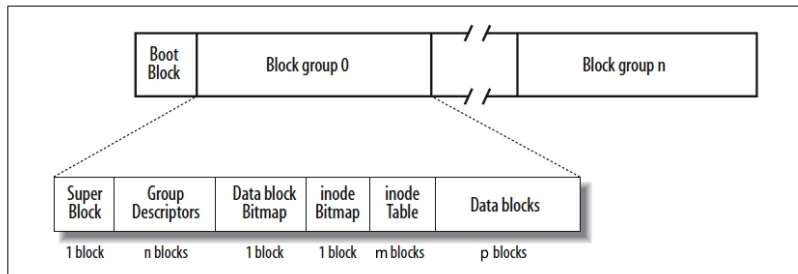 Boot
Block
Block group 0
Block group n
Super
Block
Group
Descriptors
Data block
Bitmap
inode
Bitmap
inode
Table
Data blocks
1 block
n blocks
1 block
1 block
m blocks
p blocks